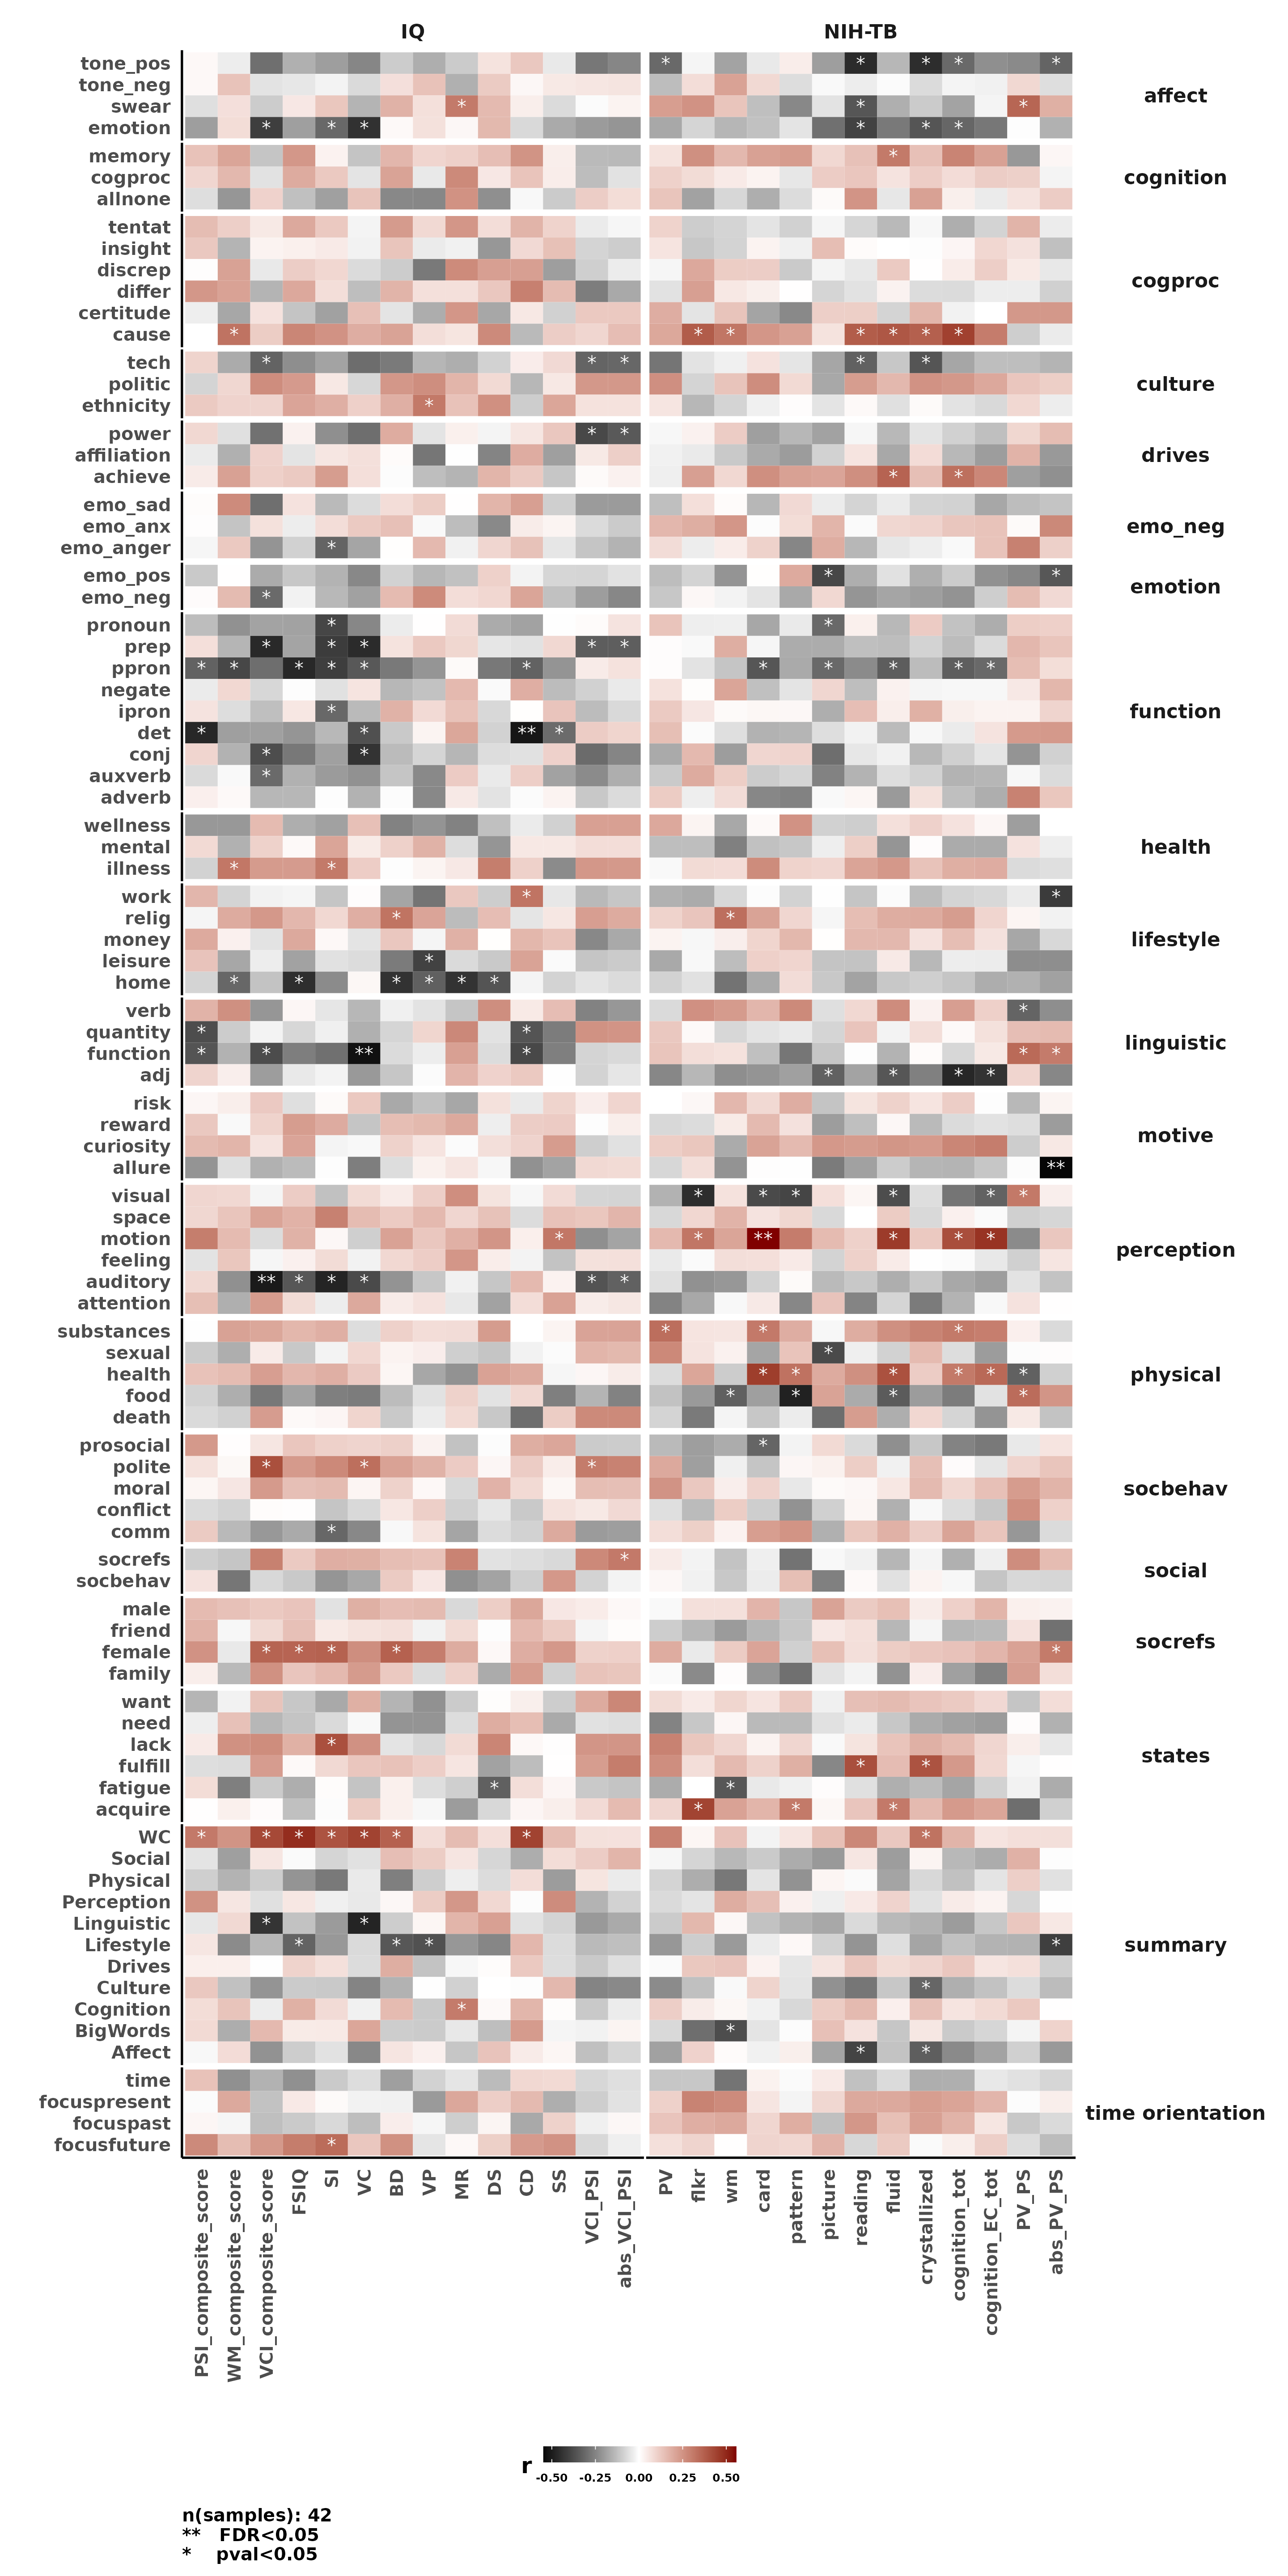 IQ
NIH-TB
tone_pos
tone_neg
swear
emotion
affect
memory
cogproc
allnone
cognition
tentat
insight
discrep
differ
certitude
cause
cogproc
tech
politic
ethnicity
culture
power
affiliation
achieve
drives
emo_sad
emo_anx
emo_anger
emo_neg
emo_pos
emo_neg
emotion
pronoun
prep
ppron
negate
ipron
det
conj
auxverb
adverb
function
wellness
mental
illness
health
work
relig
money
leisure
home
lifestyle
verb
quantity
function
adj
linguistic
risk
reward
curiosity
allure
motive
visual
space
motion
feeling
auditory
attention
perception
substances
sexual
health
food
death
physical
prosocial
polite
moral
conflict
comm
socbehav
socrefs
socbehav
social
male
friend
female
family
socrefs
want
need
lack
fulfill
fatigue
acquire
states
WC
Social
Physical
Perception
Linguistic
Lifestyle
Drives
Culture
Cognition
BigWords
Affect
summary
time
focuspresent
focuspast
focusfuture
time orientation
PSI_composite_score
WM_composite_score
VCI_composite_score
FSIQ
SI
VC
BD
VP
MR
DS
CD
SS
VCI_PSI
abs_VCI_PSI
PV
flkr
wm
card
pattern
picture
reading
fluid
crystallized
cognition_tot
cognition_EC_tot
PV_PS
abs_PV_PS
r
-0.50 -0.25 0.00 0.25 0.50
n(samples): 42
** FDR<0.05
* pval<0.05